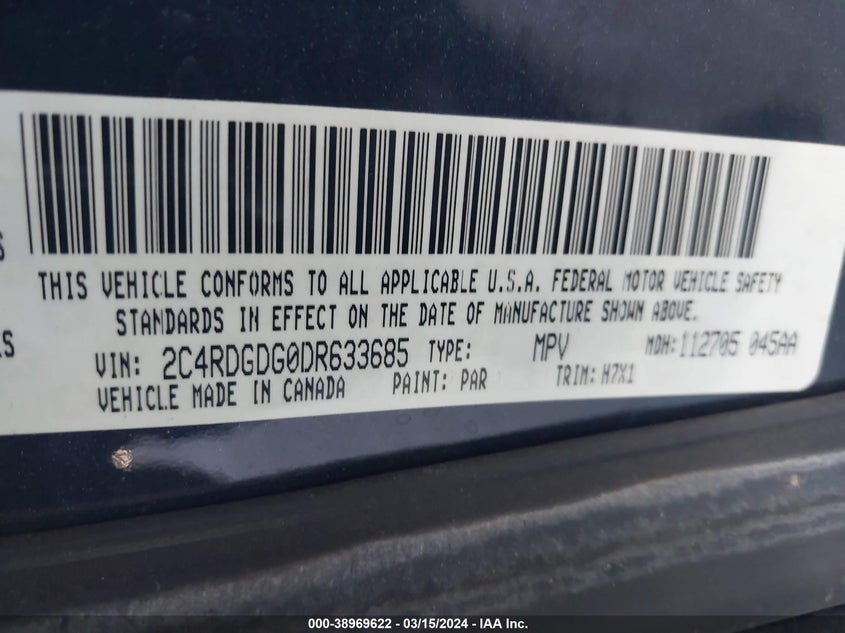 THIS VEHICLE CONFORMS TO ALL APPLICABLE U.S.A. FEDERAL MOTOR VEHICLE SAFETY
STANDARDS IN EFFECT ON THE DATE OF MANUFACTURE SHOWN ABOVE.
VIN: 2C4RDGDG0DR633685 TYPE: MPV MDH: 112705 045AA
VEHICLE MADE IN CANADA PAINT: PAR TRIM: H7X1
000-38969622 - 03/15/2024 - IAA Inc.